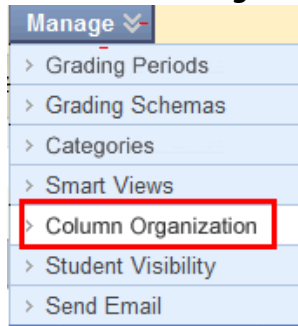 Manage
> Grading Periods
> Grading Schemas
> Categories
> Smart Views
> Column Organization
> Student Visibility
> Send Email